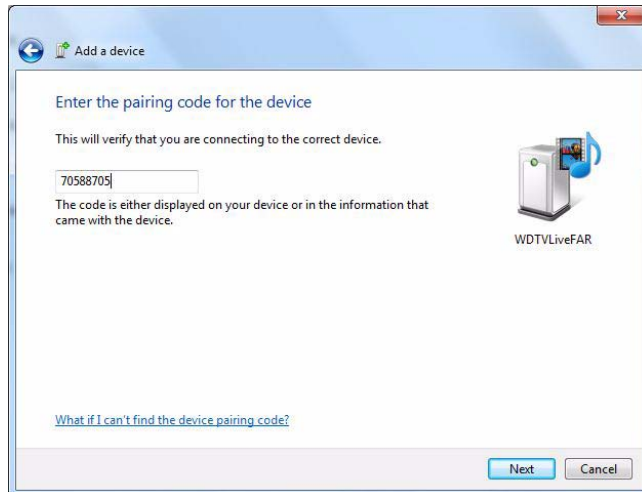 Add a device
Enter the pairing code for the device
This will verify that you are connecting to the correct device.
70588705
The code is either displayed on your device or in the information that
came with the device.
WDTVLiveFAR
What if I can't find the device pairing code?
Next
Cancel